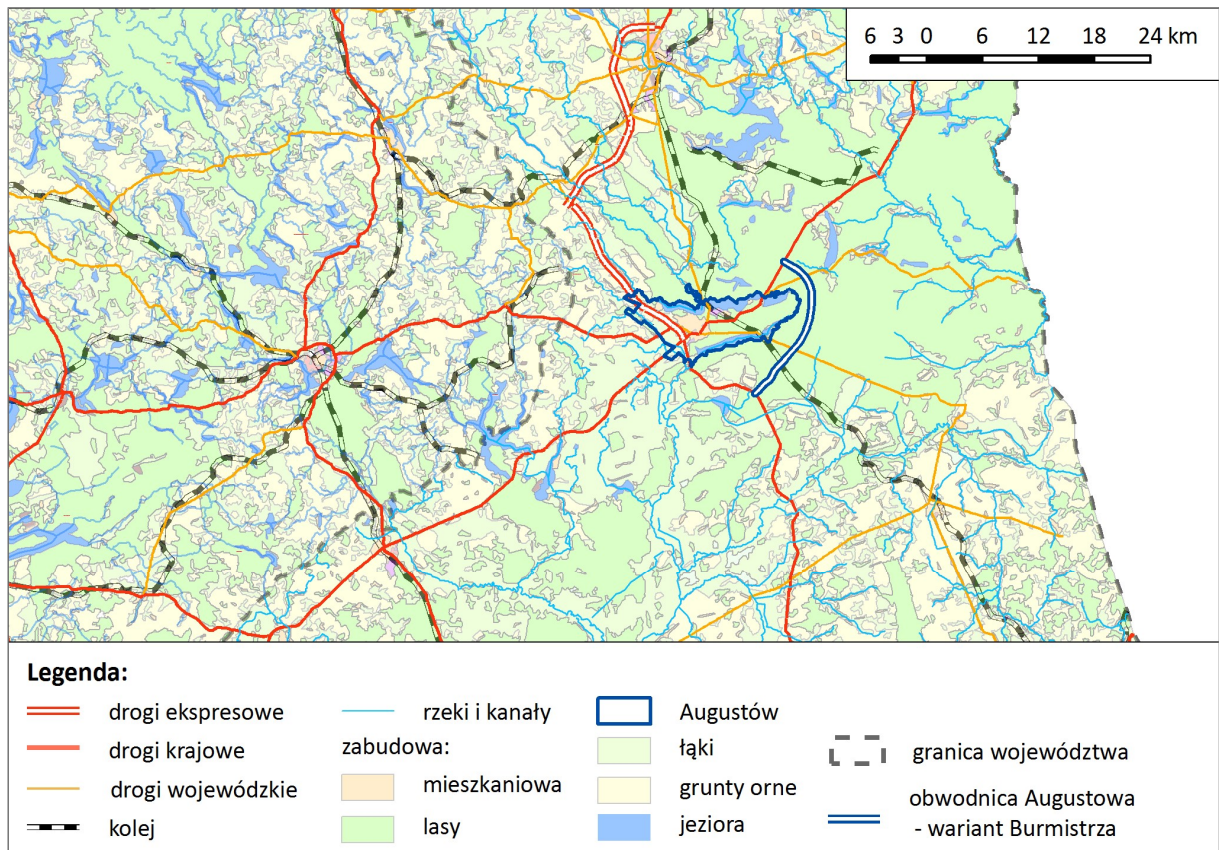 6 3 0 6 12 18 24 km
Legenda:
drogi ekspresowe
drogi krajowe
drogi wojewódzkie
kolej
rzeki i kanały
zabudowa:
mieszkaniowa
lasy
Augustów
łąki
grunty orne
jeziora
granica województwa
obwodnica Augustowa
- wariant Burmistrza